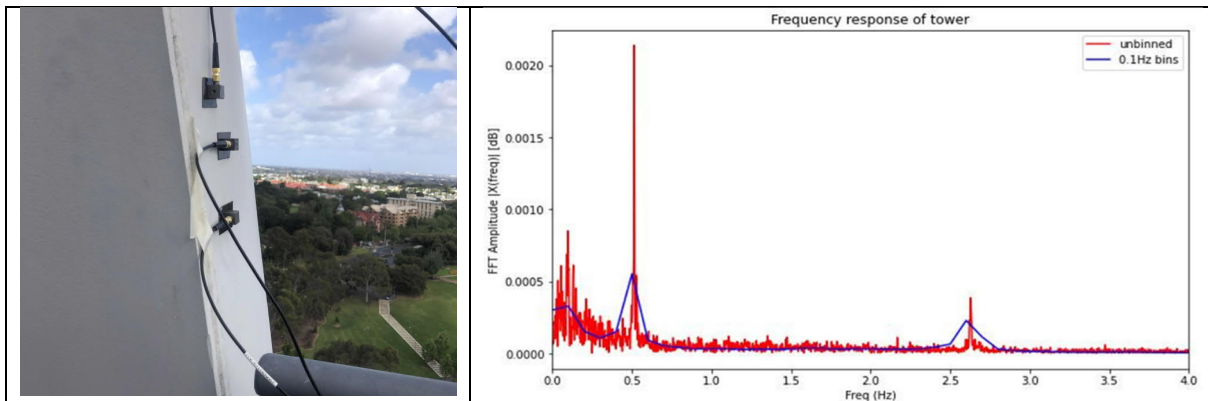 Frequency response of tower
unbinned
0.1Hz bins
FFT Amplitude |X(freq)| [dB]
0.0020
0.0015
0.0010
0.0005
0.0000
0.0 0.5 1.0 1.5 2.0 2.5 3.0 3.5 4.0
Freq (Hz)